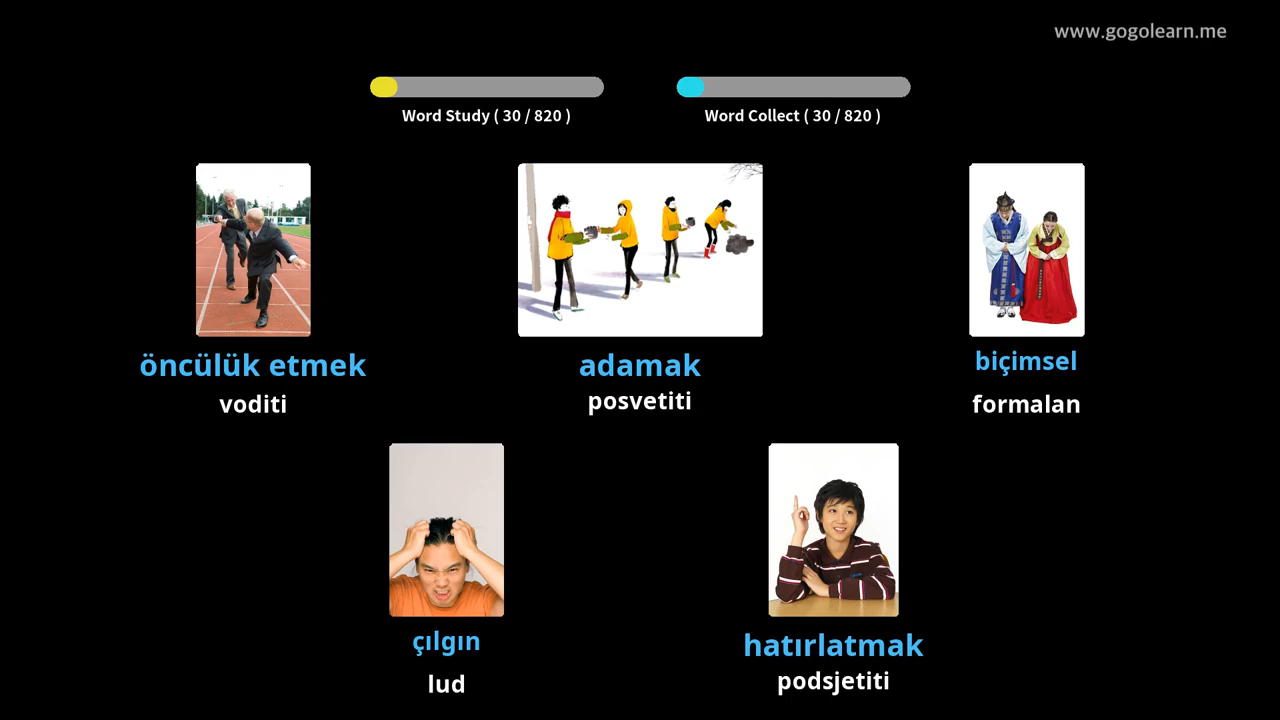 www.gogolearn.me
Word Study ( 30 / 820 )
Word Collect ( 30 / 820 )
öncülük etmek
voditi
adamak
posvetiti
biçimsel
formalan
çılgın
lud
hatırlatmak
podsjetiti